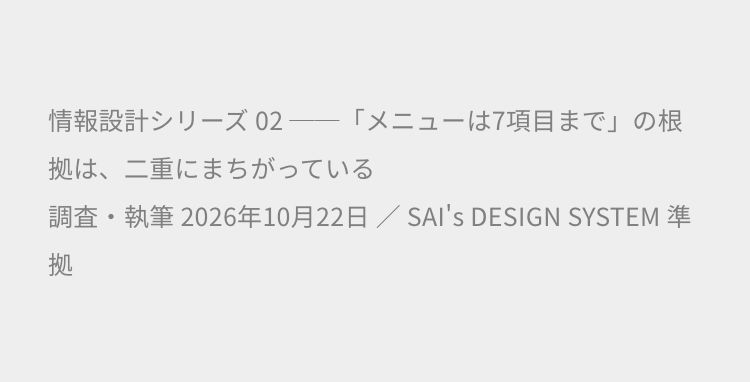 情報設計シリーズ 02 ──「メニューは7項目まで」の根
拠は、二重にまちがっている
調査・執筆 2026年10月22日 ／ SAI's DESIGN SYSTEM 準
拠